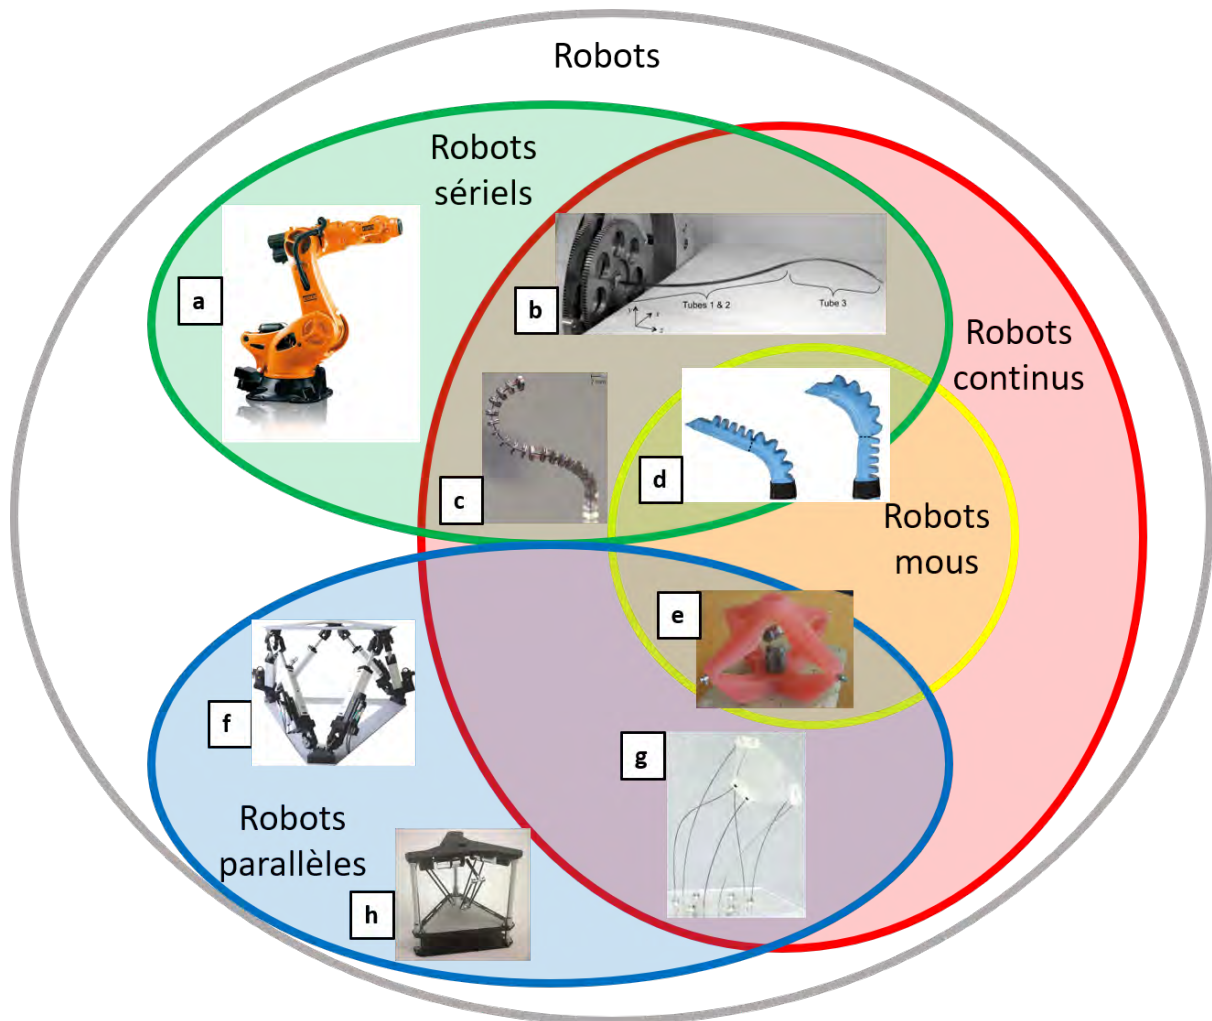 Robots
Robots
sériels
a
b
Tubes 1 & 2
Tube 3
y
x
z
Robots
continus
c
d
Robots
mous
e
f
g
Robots
parallèles
h